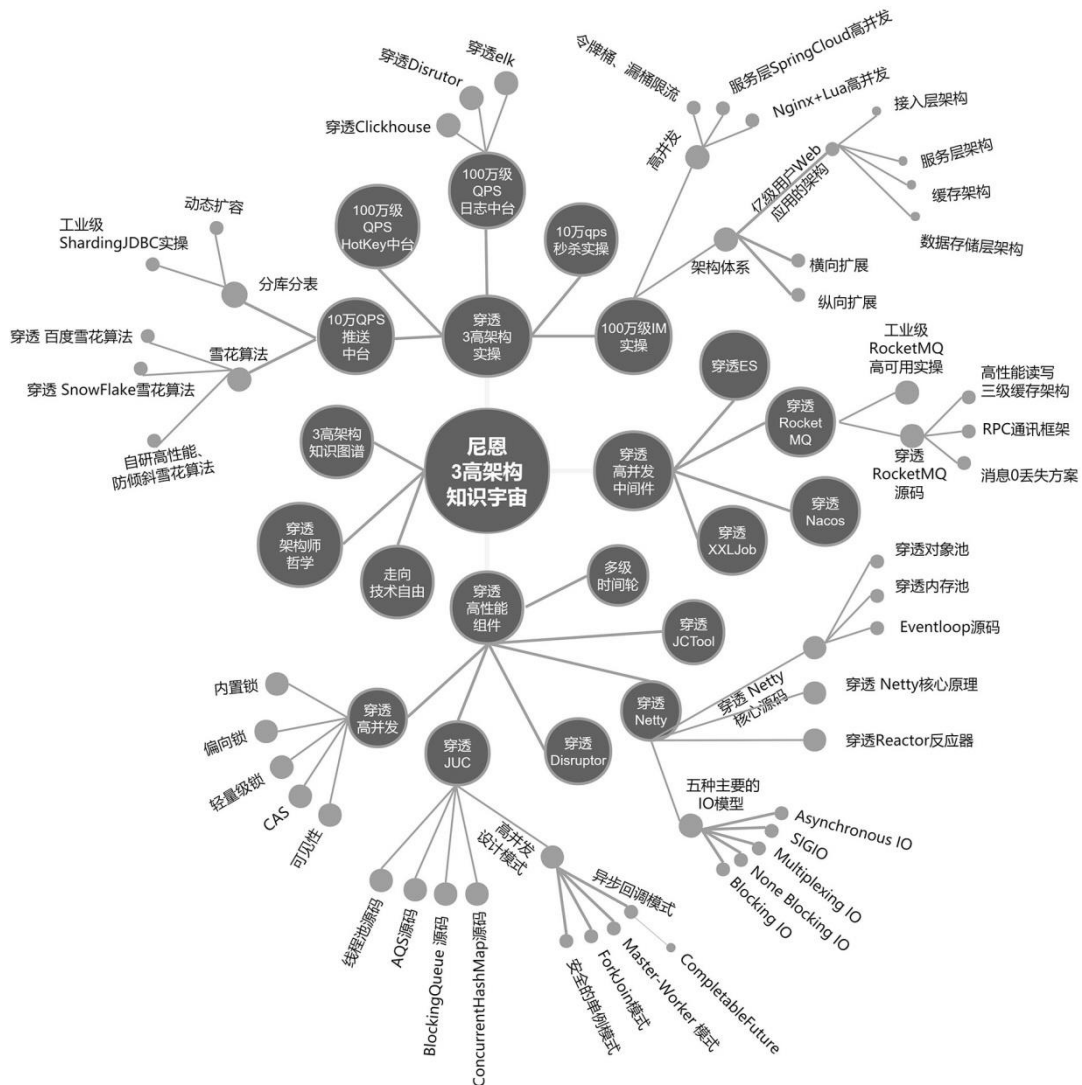 穿透elk
穿透Disrutor
穿透Clickhouse
100万级
QPS
日志中台
100万级
QPS
HotKey中台
10万qps
秒杀实操
令牌桶、漏桶限流
服务层SpringCloud高并发
Nginx+Lua高并发
高并发
接入层架构
服务层架构
缓存架构
数据存储层架构
亿级用户Web
应用的架构
架构体系
横向扩展
纵向扩展
动态扩容
工业级
ShardingJDBC实操
分库分表
穿透 百度雪花算法
雪花算法
穿透 SnowFlake雪花算法
自研高性能、
防倾斜雪花算法
10万QPS
推送
中台
穿透
3高架构
实操
100万级IM
实操
穿透ES
工业级
RocketMQ
高可用实操
穿透
Rocket
MQ
高性能读写
三级缓存架构
RPC通讯框架
消息0丢失方案
穿透
RocketMQ
源码
3高架构
知识图谱
尼恩
3高架构
知识宇宙
穿透
高并发
中间件
穿透
Nacos
穿透
XXLJob
穿透
架构师
哲学
走向
技术自由
穿透
高性能
组件
多级
时间轮
穿透
JCTool
穿透对象池
穿透内存池
Eventloop源码
穿透 Netty
核心源码
穿透 Netty核心原理
穿透Reactor反应器
穿透
Netty
内置锁
偏向锁
轻量级锁
CAS
可见性
穿透
高并发
穿透
JUC
穿透
Disruptor
五种主要的
IO模型
Asynchronous IO
SIGIO
Multiplexing IO
None Blocking IO
Blocking IO
高并发
设计模式
异步回调模式
线程池源码
AQS源码
BlockingQueue 源码
ConcurrentHashMap源码
安全的单例模式
ForkJoin模式
Master-Worker 模式
CompletableFuture